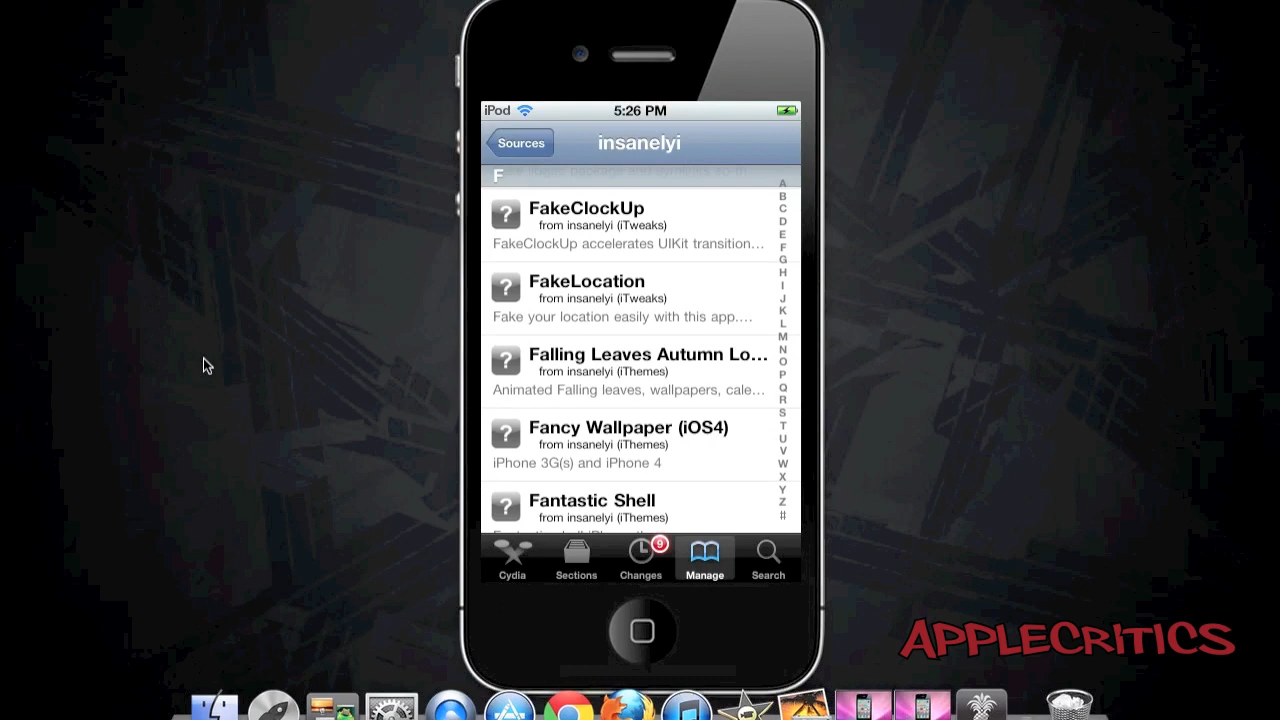 iPod 5:26 PM
Sources insanelyi
F
FakeClockUp
from insanelyi (iTweaks)
FakeClockUp accelerates UIKit transition...
FakeLocation
from insanelyi (iTweaks)
Fake your location easily with this app....
Falling Leaves Autumn Lo...
from insanelyi (iThemes)
Animated Falling leaves, wallpapers, cale...
Fancy Wallpaper (iOS4)
from insanelyi (iThemes)
iPhone 3G(s) and iPhone 4
Fantastic Shell
from insanelyi (iThemes)
A
B
C
D
E
F
G
H
I
J
K
L
M
N
O
P
Q
R
S
T
U
V
W
X
Y
Z
#
9
Cydia Sections Changes Manage Search
APPLECRITICS